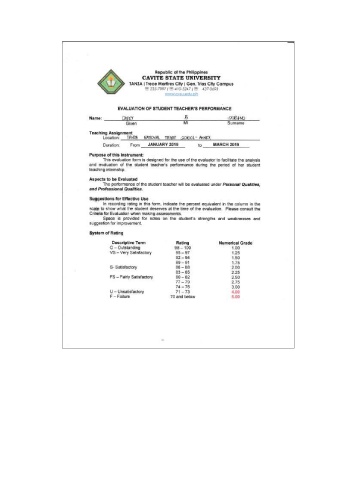 Republic of the Philippines
CAVITE STATE UNIVERSITY
TANZA | Trece Martires City | Gen. Trias City Campus
EVALUATION OF STUDENT TEACHER'S PERFORMANCE
Name: B
Given MI Surname
Teaching Assignment
Location: NATIONAL TRADE SCHOOL - ANNEX
Duration: From JANUARY 2019 to MARCH 2019
Purpose of this Instrument:
This evaluation form is designed for the use of the evaluator to facilitate the analysis
and evaluation of the student teacher's performance during the period of her student
teaching internship.
Aspects to be Evaluated
The performance of the student teacher will be evaluated under Personal Qualities,
and Professional Qualities.
Suggestions for Effective Use
In recording rating in this form, indicate the percent equivalent in the column in the
scale to show what the student deserves at the time of the evaluation. Please consult the
Criteria for Evaluation when making assessments.
Space is provided for notes on the student's strengths and weaknesses and
suggestion for improvement.
System of Rating
Descriptive Term Rating Numerical Grade
O – Outstanding 98 – 100 1.00
VS – Very Satisfactory 95 – 97 1.25
92 – 94 1.50
89 – 91 1.75
S- Satisfactory 86 – 88 2.00
83 – 85 2.25
FS – Fairly Satisfactory 80 – 82 2.50
77 – 79 2.75
74 – 76 3.00
U – Unsatisfactory 71 – 73 4.00
F – Failure 70 and below 5.00